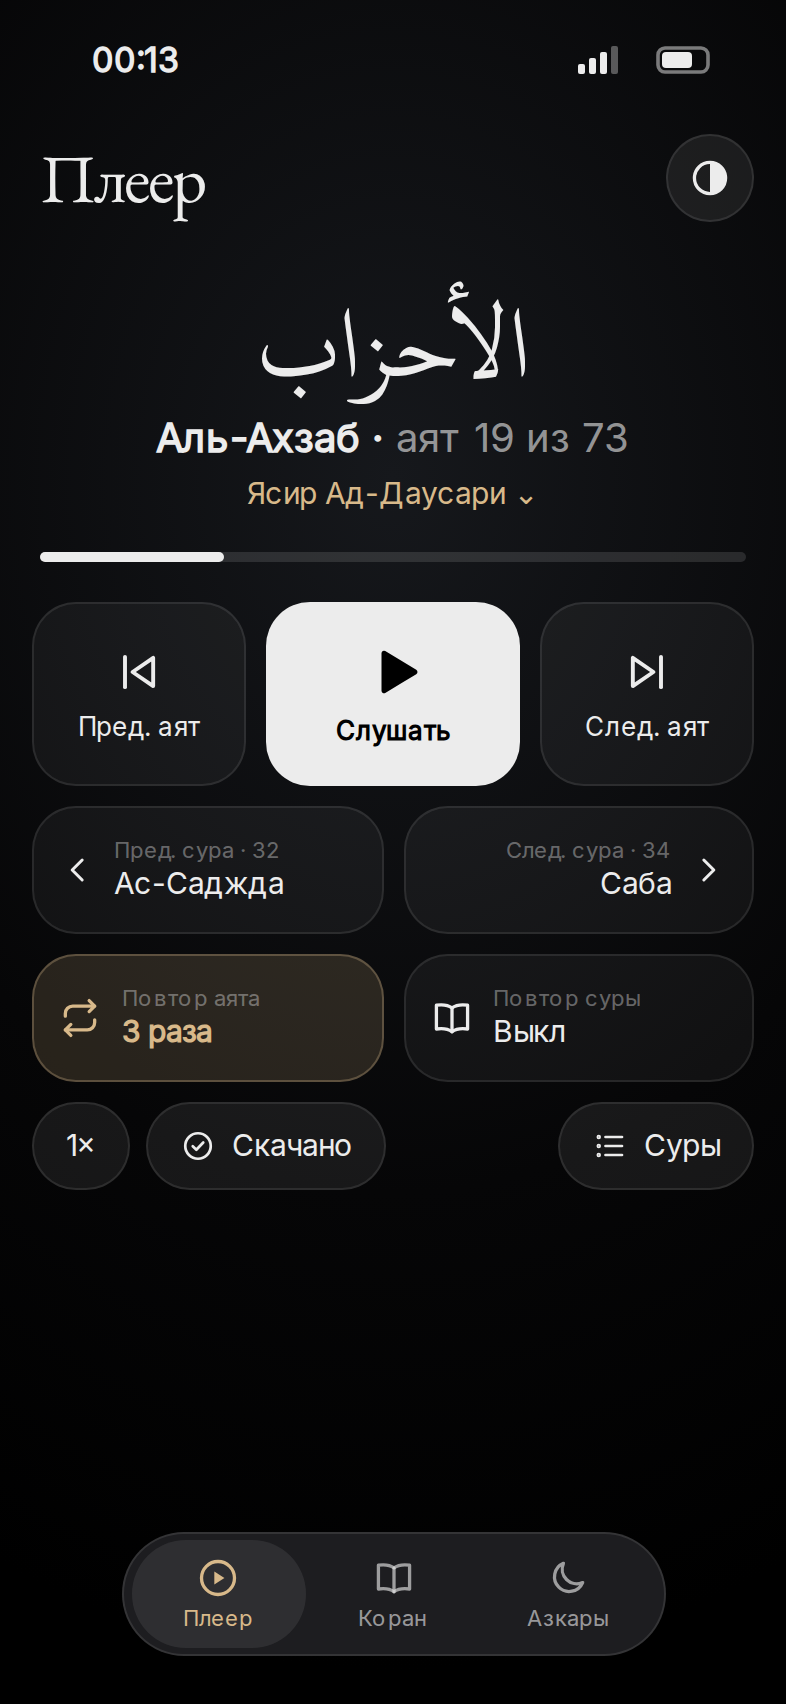 00:13
Плеер
الأحزاب
Аль-Ахзаб · аят 19 из 73
Ясир Ад-Даусари
Пред. аят
Слушать
След. аят
Пред. сура · 32
Ас-Саджда
След. сура · 34
Саба
Повтор аята
3 раза
Повтор суры
Выкл
1×
Скачано
Суры
Плеер
Коран
Азкары